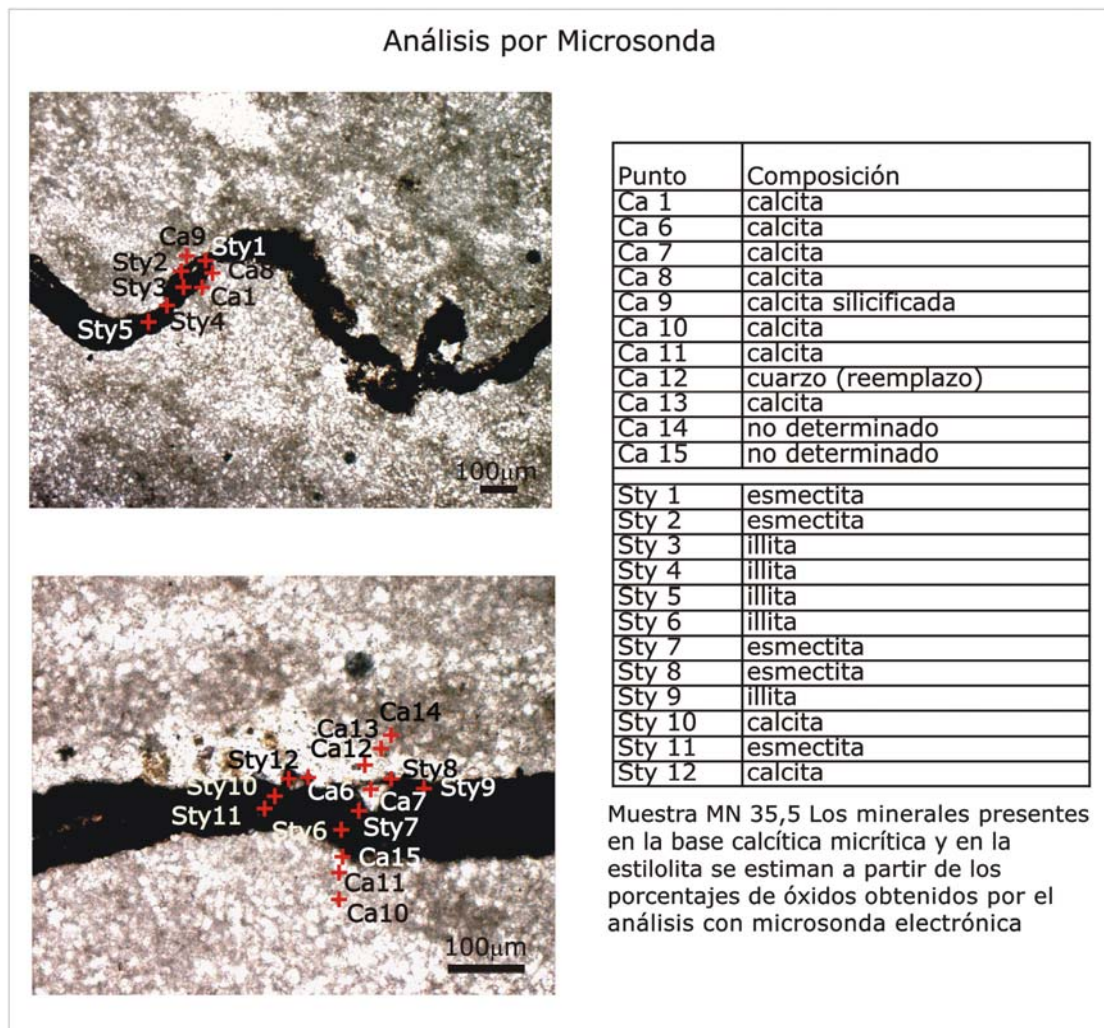 Análisis por Microsonda
Ca9 Sty1
Sty2 Ca8
Sty3 Ca1
Sty5 Sty4
100µm
Ca14
Ca13
Ca12
Sty12 Sty8
Sty10 Ca6 Ca7 Sty9
Sty11 Sty6 Sty7
Ca15
Ca11
Ca10
100µm
Punto Composición
Ca 1 calcita
Ca 6 calcita
Ca 7 calcita
Ca 8 calcita
Ca 9 calcita silicificada
Ca 10 calcita
Ca 11 calcita
Ca 12 cuarzo (reemplazo)
Ca 13 calcita
Ca 14 no determinado
Ca 15 no determinado
Sty 1 esmectita
Sty 2 esmectita
Sty 3 illita
Sty 4 illita
Sty 5 illita
Sty 6 illita
Sty 7 esmectita
Sty 8 esmectita
Sty 9 illita
Sty 10 calcita
Sty 11 esmectita
Sty 12 calcita
Muestra MN 35,5 Los minerales presentes
en la base calcítica micrítica y en la
estilolita se estiman a partir de los
porcentajes de óxidos obtenidos por el
análisis con microsonda electrónica